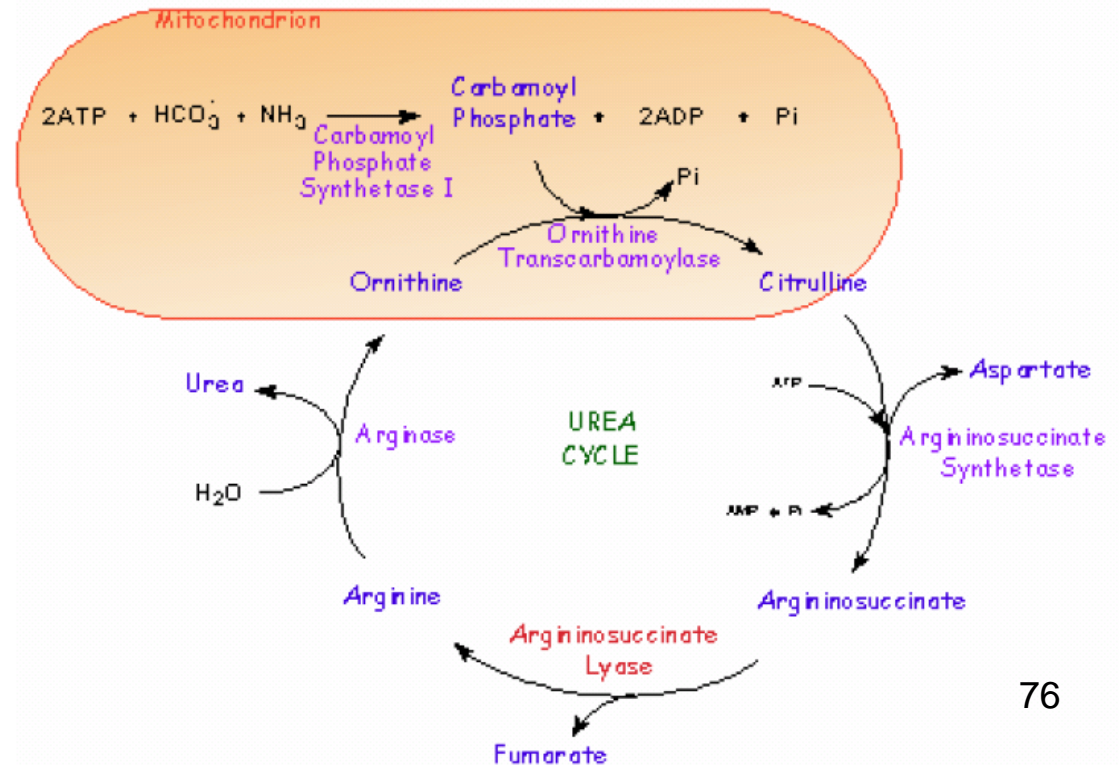 Mitochondrion
2ATP + HCO3- + NH3
Carbamoyl
Phosphate + 2ADP + Pi
Carbamoyl
Phosphate
Synthetase I
Pi
Ornithine
Transcarbamoylase
Ornithine
Citrulline
Urea
Arginase
H2O
UREA
CYCLE
ATP
Aspartate
Argininosuccinate
Synthetase
AMP + Pi
Arginine
Argininosuccinate
Argininosuccinate
Lyase
76
Fumarate